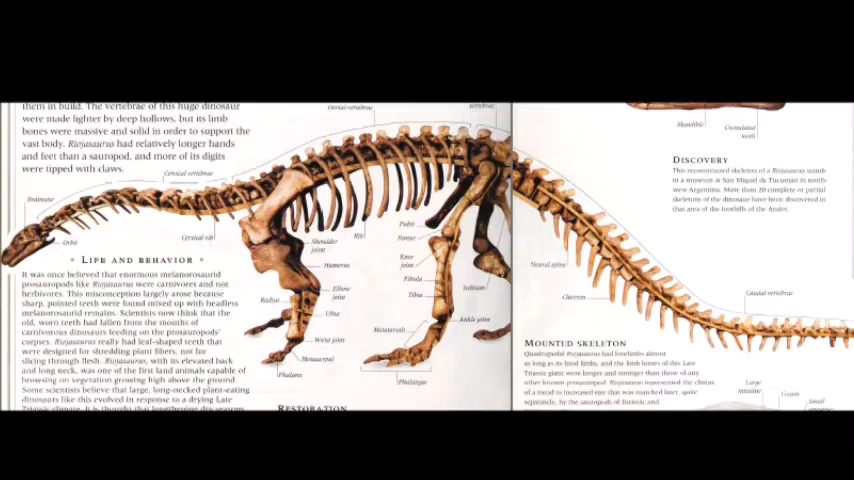 them in build. The vertebrae of this huge dinosaur
were made lighter by deep hollows, but its limb
bones were massive and solid in order to support the
vast body. Riojasaurus had relatively longer hands
and feet than a sauropod, and more of its digits
were tipped with claws.
Dorsal vertebrae
vertebrae
Cervical vertebrae
Braincase
Orbit
Cervical rib
Rib
Shoulder
joint
Humerus
Elbow
joint
Radius
Ulna
Wrist joint
Metacarpal
Phalanx
Pubis
Femur
Knee
joint
Fibula
Tibia
Ischium
Ankle joint
Metatarsals
Phalanges
Neural spine
Chevron
Caudal vertebrae
• LIFE AND BEHAVIOR •
It was once believed that enormous melanorosaurid
prosauropods like Riojasaurus were carnivores and not
herbivores. This misconception largely arose because
sharp, pointed teeth were found mixed up with headless
melanorosaurid remains. Scientists now think that the
old, worn teeth had fallen from the mouths of
carnivorous dinosaurs feeding on the prosauropods'
corpses. Riojasaurus really had leaf-shaped teeth that
were designed for shredding plant fibers, not for
slicing through flesh. Riojasaurus, with its elevated back
and long neck, was one of the first land animals capable of
browsing on vegetation growing high above the ground.
Some scientists believe that large, long-necked plant-eating
dinosaurs like this evolved in response to a drying Late
Triassic climate. It is thought that lengthening dry seasons
RESTORATION
Mandible
Crenulated
tooth
DISCOVERY
This reconstructed skeleton of a Riojasaurus stands
in a museum at San Miguel de Tucuman in north-
west Argentina. More than 20 complete or partial
skeletons of the dinosaur have been discovered in
that area of the foothills of the Andes.
MOUNTED SKELETON
Quadrupedal Riojasaurus had forelimbs almost
as long as its hind limbs, and the limb bones of this Late
Triassic giant were longer and stronger than those of any
other known prosauropod. Riojasaurus represented the climax
of a trend to increased size that was matched later, quite
separately, by the sauropods of Jurassic and
Large
intestine
Ureum
Small